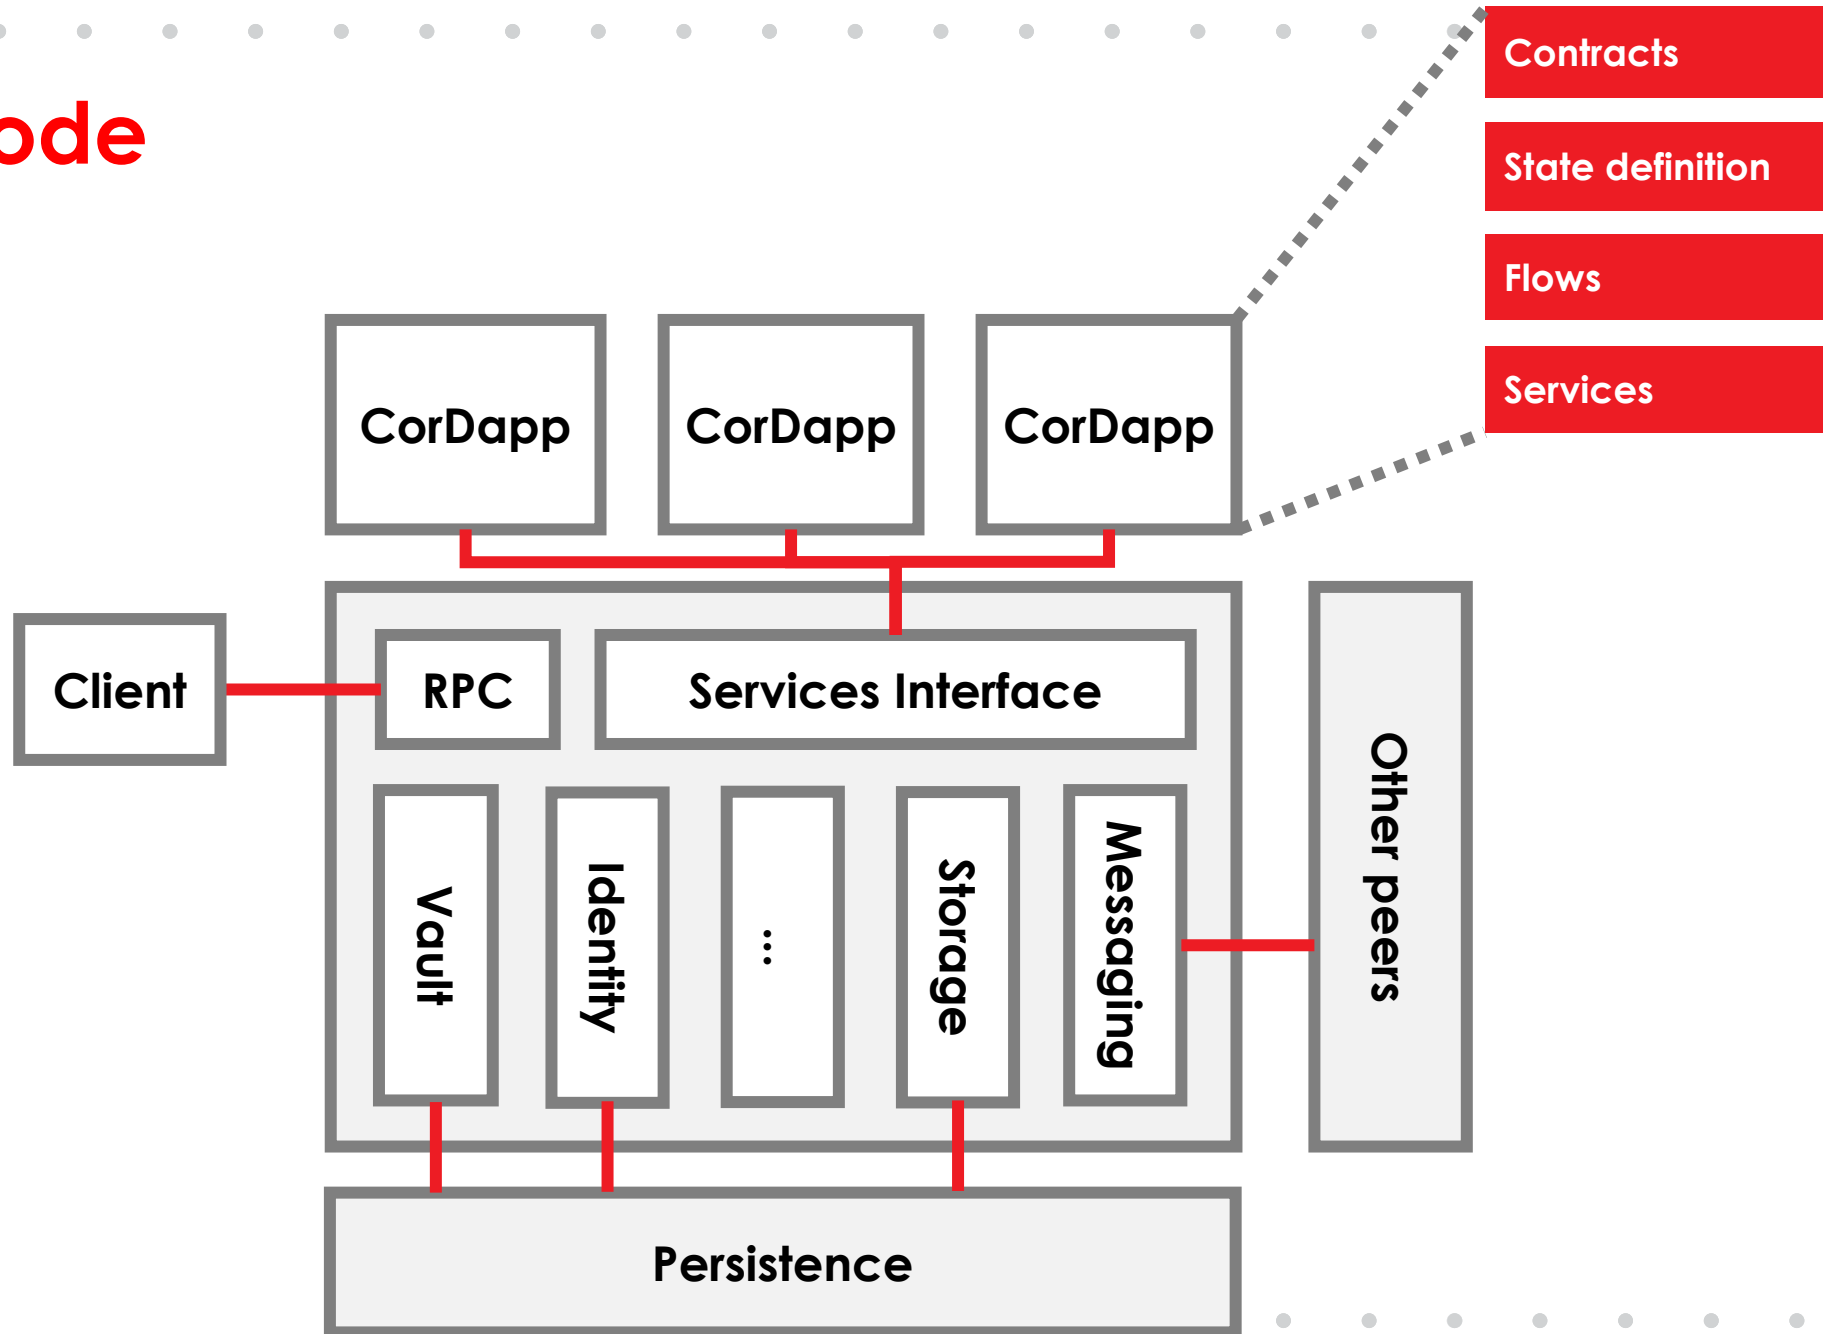 ode
Contracts
State definition
Flows
Services
CorDapp
CorDapp
CorDapp
Client
RPC
Services Interface
Vault
Identity
...
Storage
Messaging
Other peers
Persistence